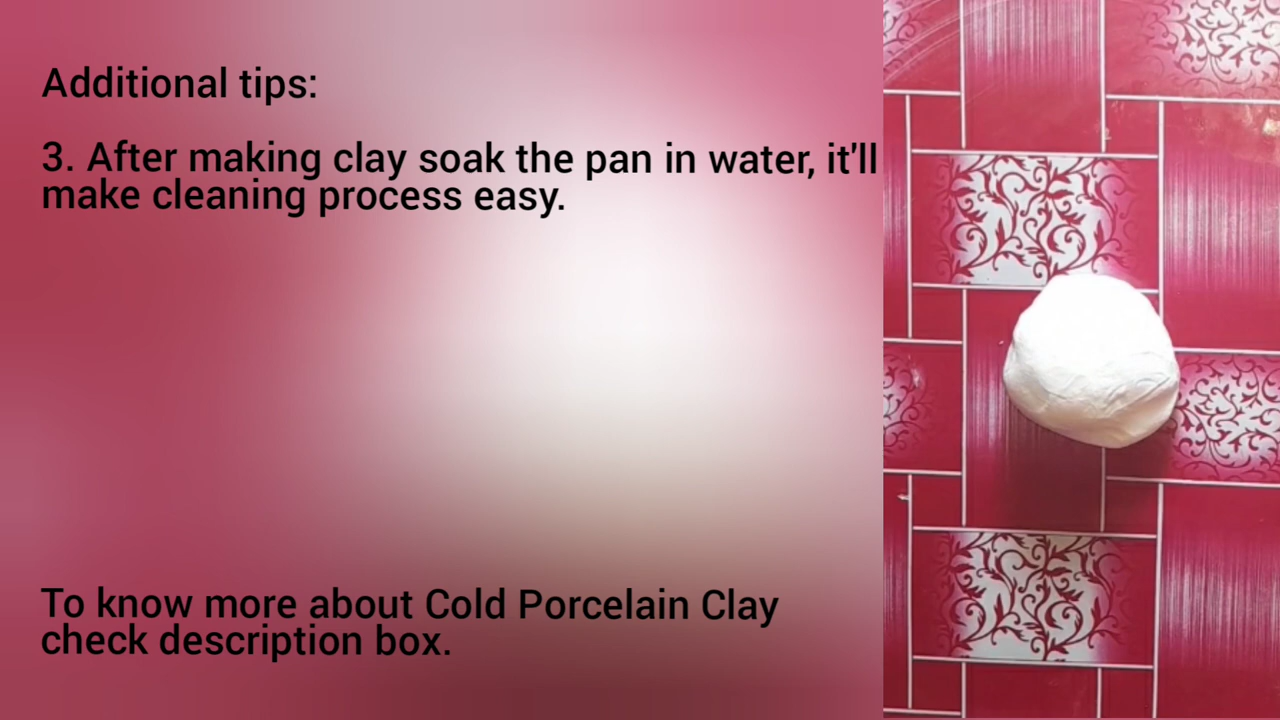 Additional tips:
3. After making clay soak the pan in water, it'll
make cleaning process easy.
To know more about Cold Porcelain Clay
check description box.